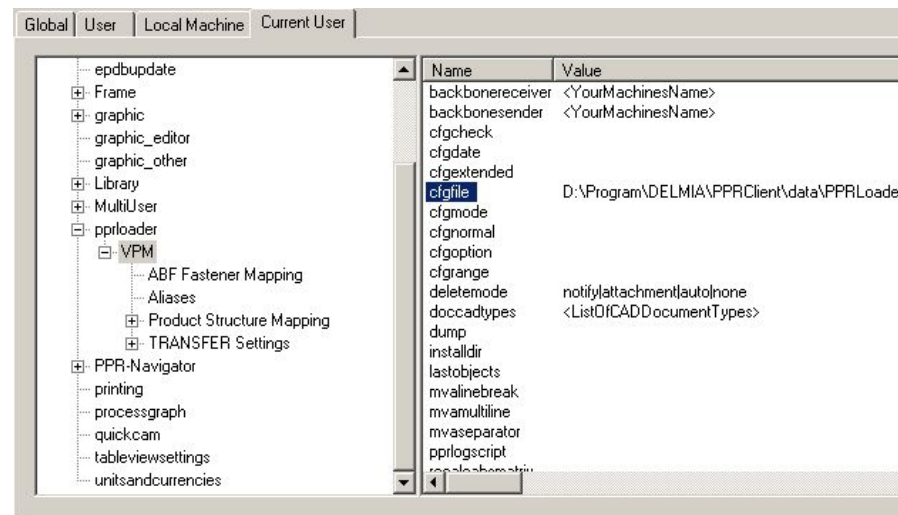 Global User Local Machine Current User
epdbupdate
Frame
graphic
graphic_editor
graphic_other
Library
MultiUser
pprloader
VPM
ABF Fastener Mapping
Aliases
Product Structure Mapping
TRANSFER Settings
PPR-Navigator
printing
processgraph
quickcam
tableviewsettings
unitsandcurrencies
Name Value
backbonereceiver <YourMachinesName>
backbonesender <YourMachinesName>
cfgcheck
cfgdate
cfgextended
cfgfile D:\Program\DELMIA\PPRClient\data\PPRLoade
cfgmode
cfgnormal
cfgoption
cfgrange
deletemode notify|attachment|auto|none
doccadtypes <ListOfCADDocumentTypes>
dump
installdir
lastobjects
mvalinebreak
mvamultiline
mvaseparator
pprlogscript